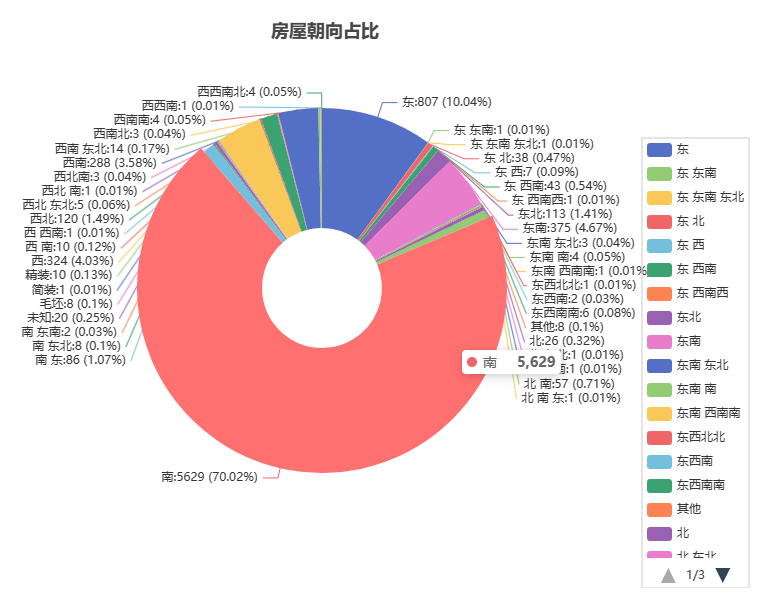 房屋朝向占比
西西南北:4 (0.05%)
西西南:1 (0.01%)
西南南:4 (0.05%)
西南北:3 (0.04%)
西南 东北:14 (0.17%)
西南:288 (3.58%)
西北南:3 (0.04%)
西北 南:1 (0.01%)
西北 东北:5 (0.06%)
西北:120 (1.49%)
西 西南:1 (0.01%)
西 南:10 (0.12%)
西:324 (4.03%)
精装:10 (0.13%)
简装:1 (0.01%)
毛坯:8 (0.1%)
未知:20 (0.25%)
南 东南:2 (0.03%)
南 东北:8 (0.1%)
南 东:86 (1.07%)
南:5629 (70.02%)
东:807 (10.04%)
东 东南:1 (0.01%)
东 东南 东北:1 (0.01%)
东 北:38 (0.47%)
东 西:7 (0.09%)
东 西南:43 (0.54%)
东 西南西:1 (0.01%)
东北:113 (1.41%)
东南:375 (4.67%)
东南 东北:3 (0.04%)
东南 南:4 (0.05%)
东南 西南南:1 (0.01%)
东西北北:1 (0.01%)
东西南:2 (0.03%)
东西南南:6 (0.08%)
其他:8 (0.1%)
北:26 (0.32%)
北:1 (0.01%)
:1 (0.01%)
南 5,629
北 南:57 (0.71%)
北 南 东:1 (0.01%)
东
东 东南
东 东南 东北
东 北
东 西
东 西南
东 西南西
东北
东南
东南 东北
东南 南
东南 西南南
东西北北
东西南
东西南南
其他
北
北 东北
1/3